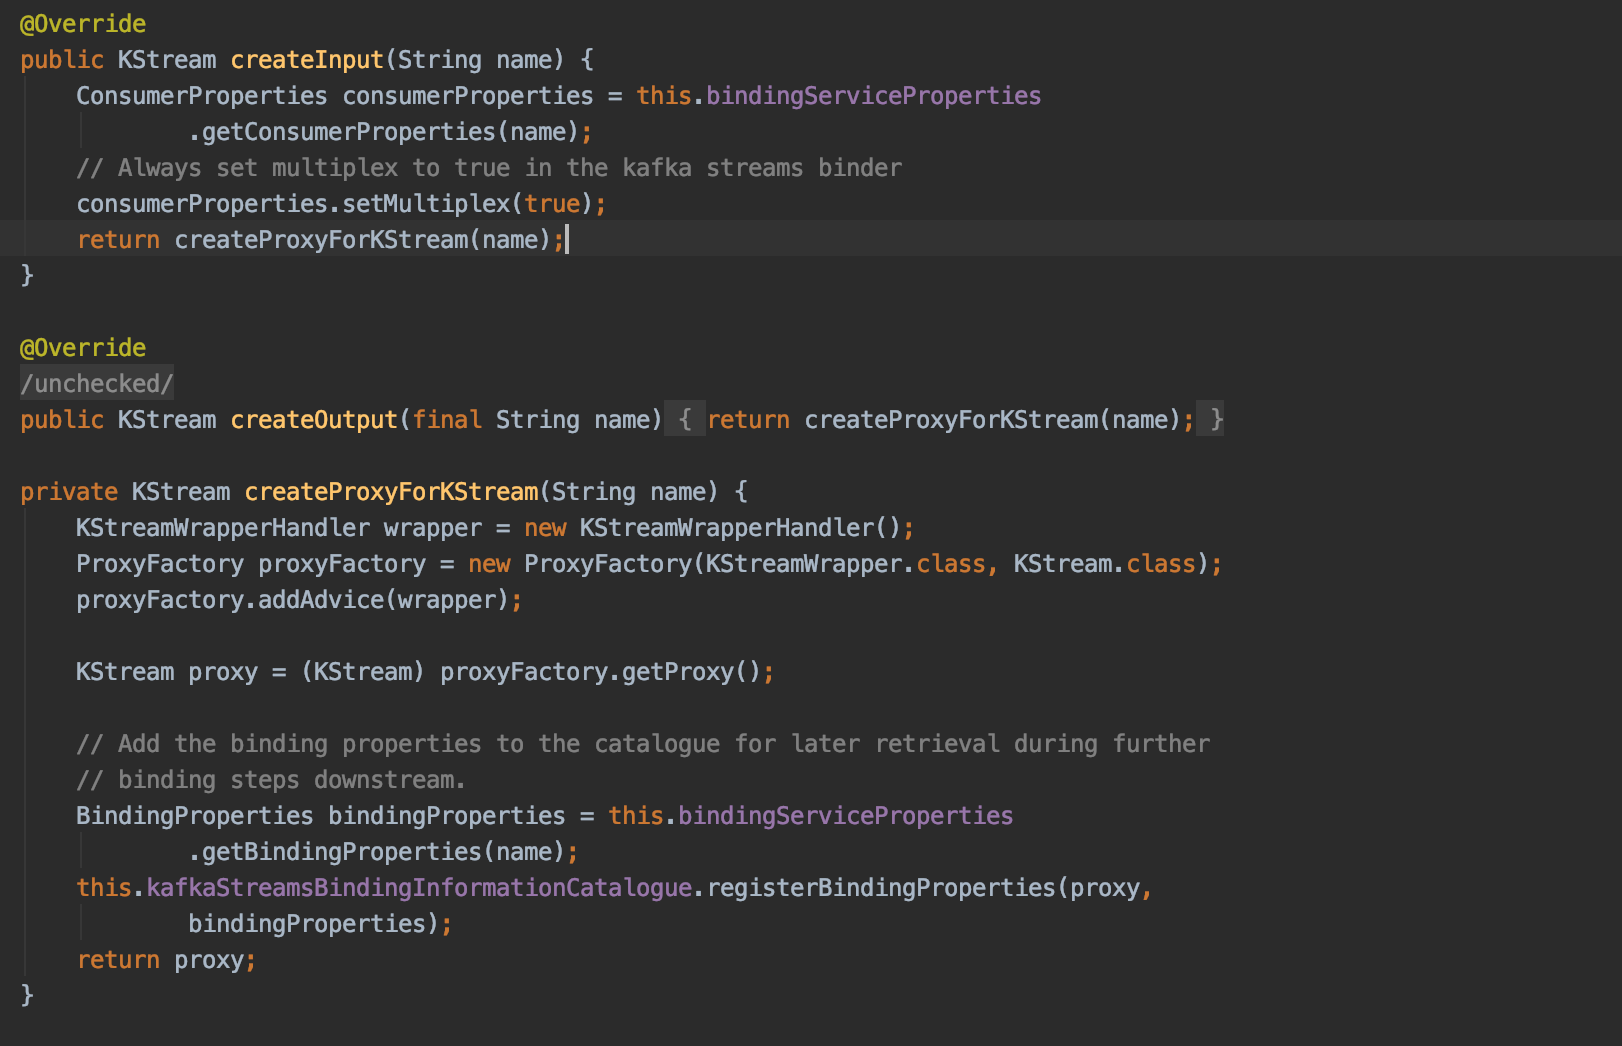 @Override
public KStream createInput(String name) {
    ConsumerProperties consumerProperties = this.bindingServiceProperties
            .getConsumerProperties(name);
    // Always set multiplex to true in the kafka streams binder
    consumerProperties.setMultiplex(true);
    return createProxyForKStream(name);
}

@Override
/unchecked/
public KStream createOutput(final String name) { return createProxyForKStream(name); }

private KStream createProxyForKStream(String name) {
    KStreamWrapperHandler wrapper = new KStreamWrapperHandler();
    ProxyFactory proxyFactory = new ProxyFactory(KStreamWrapper.class, KStream.class);
    proxyFactory.addAdvice(wrapper);

    KStream proxy = (KStream) proxyFactory.getProxy();

    // Add the binding properties to the catalogue for later retrieval during further
    // binding steps downstream.
    BindingProperties bindingProperties = this.bindingServiceProperties
            .getBindingProperties(name);
    this.kafkaStreamsBindingInformationCatalogue.registerBindingProperties(proxy,
            bindingProperties);
    return proxy;
}